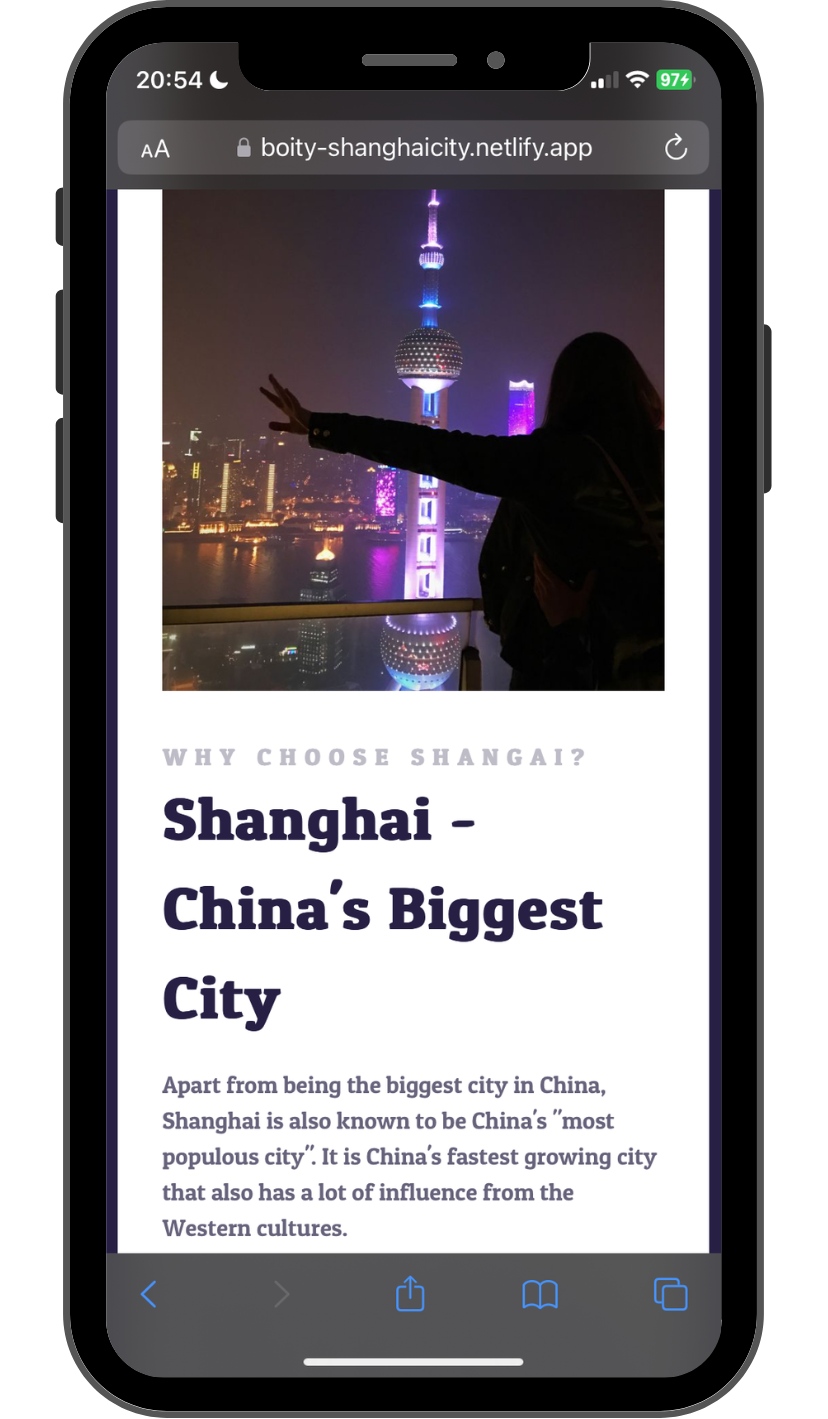 20:54
97
AA
boity-shanghaicity.netlify.app
WHY CHOOSE SHANGAI?
Shanghai -
China's Biggest
City
Apart from being the biggest city in China,
Shanghai is also known to be China's "most
populous city". It is China's fastest growing city
that also has a lot of influence from the
Western cultures.